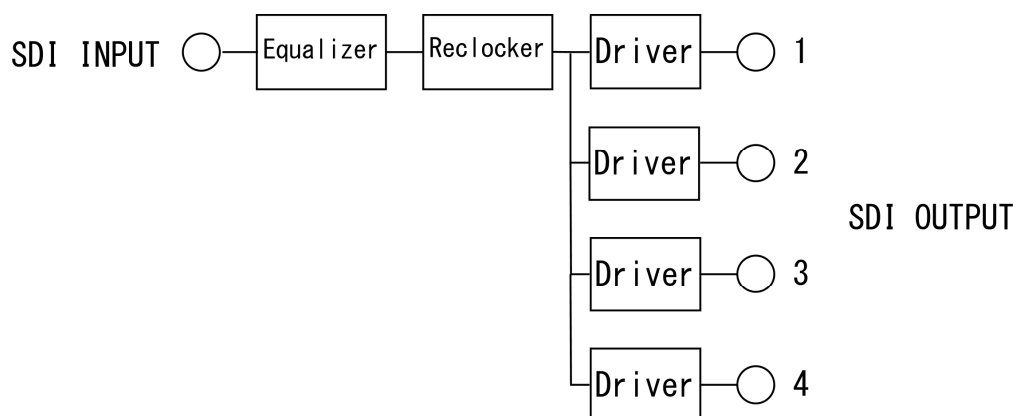 SDI INPUT
Equalizer
Reclocker
Driver
1
Driver
2
SDI OUTPUT
Driver
3
Driver
4